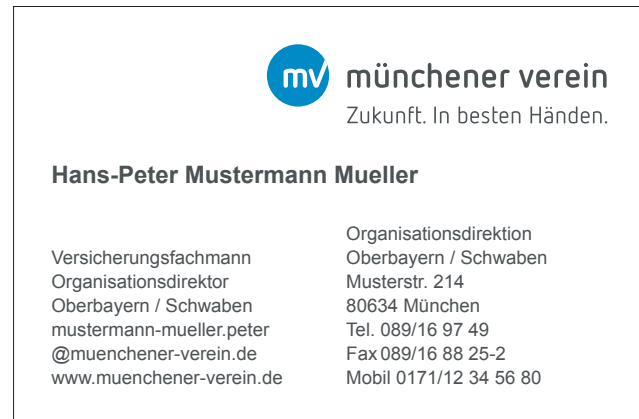 mv münchener verein
Zukunft. In besten Händen.
Hans-Peter Mustermann Mueller
Versicherungsfachmann
Organisationsdirektor
Oberbayern / Schwaben
mustermann-mueller.peter
@muenchener-verein.de
www.muenchener-verein.de
Organisationsdirektion
Oberbayern / Schwaben
Musterstr. 214
80634 München
Tel. 089/16 97 49
Fax 089/16 88 25-2
Mobil 0171/12 34 56 80